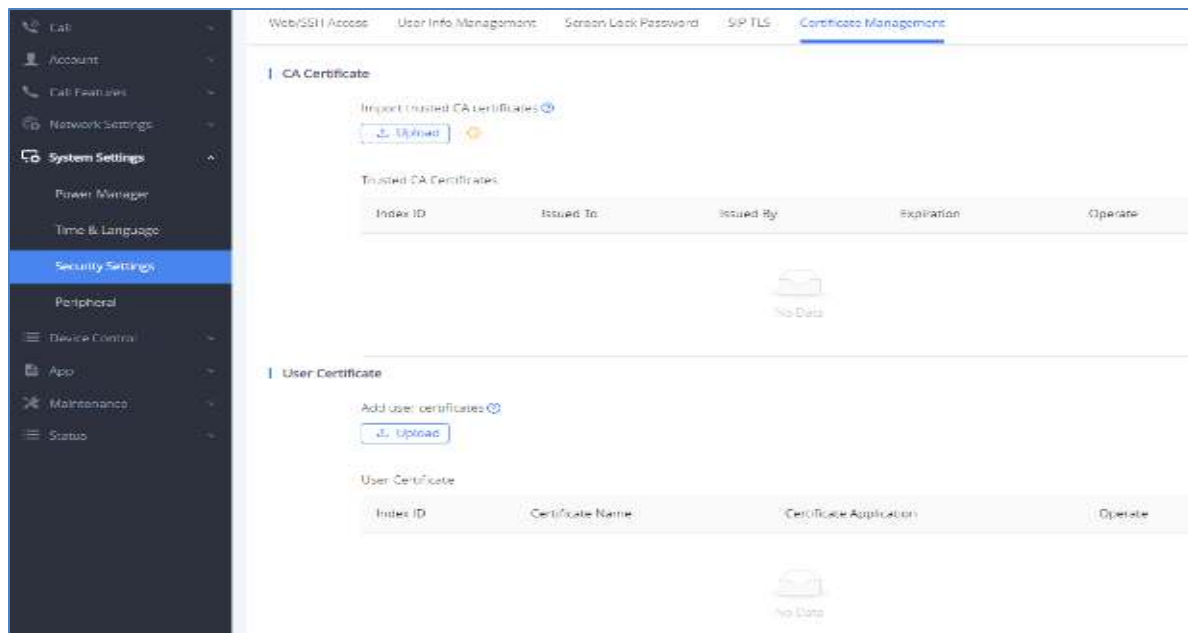 Call
Account
Call Features
Network Settings
System Settings
Power Manager
Time & Language
Security Settings
Peripheral
Device Control
App
Maintenance
Status
Web/SSH Access User Info Management Screen Lock Password SIP TLS Certificate Management
CA Certificate
Import trusted CA certificates
Upload
Trusted CA Certificates
Index ID Issued To Issued By Expiration Operate
No Data
User Certificate
Add user certificates
Upload
User Certificate
Index ID Certificate Name Certificate Application Operate
No Data